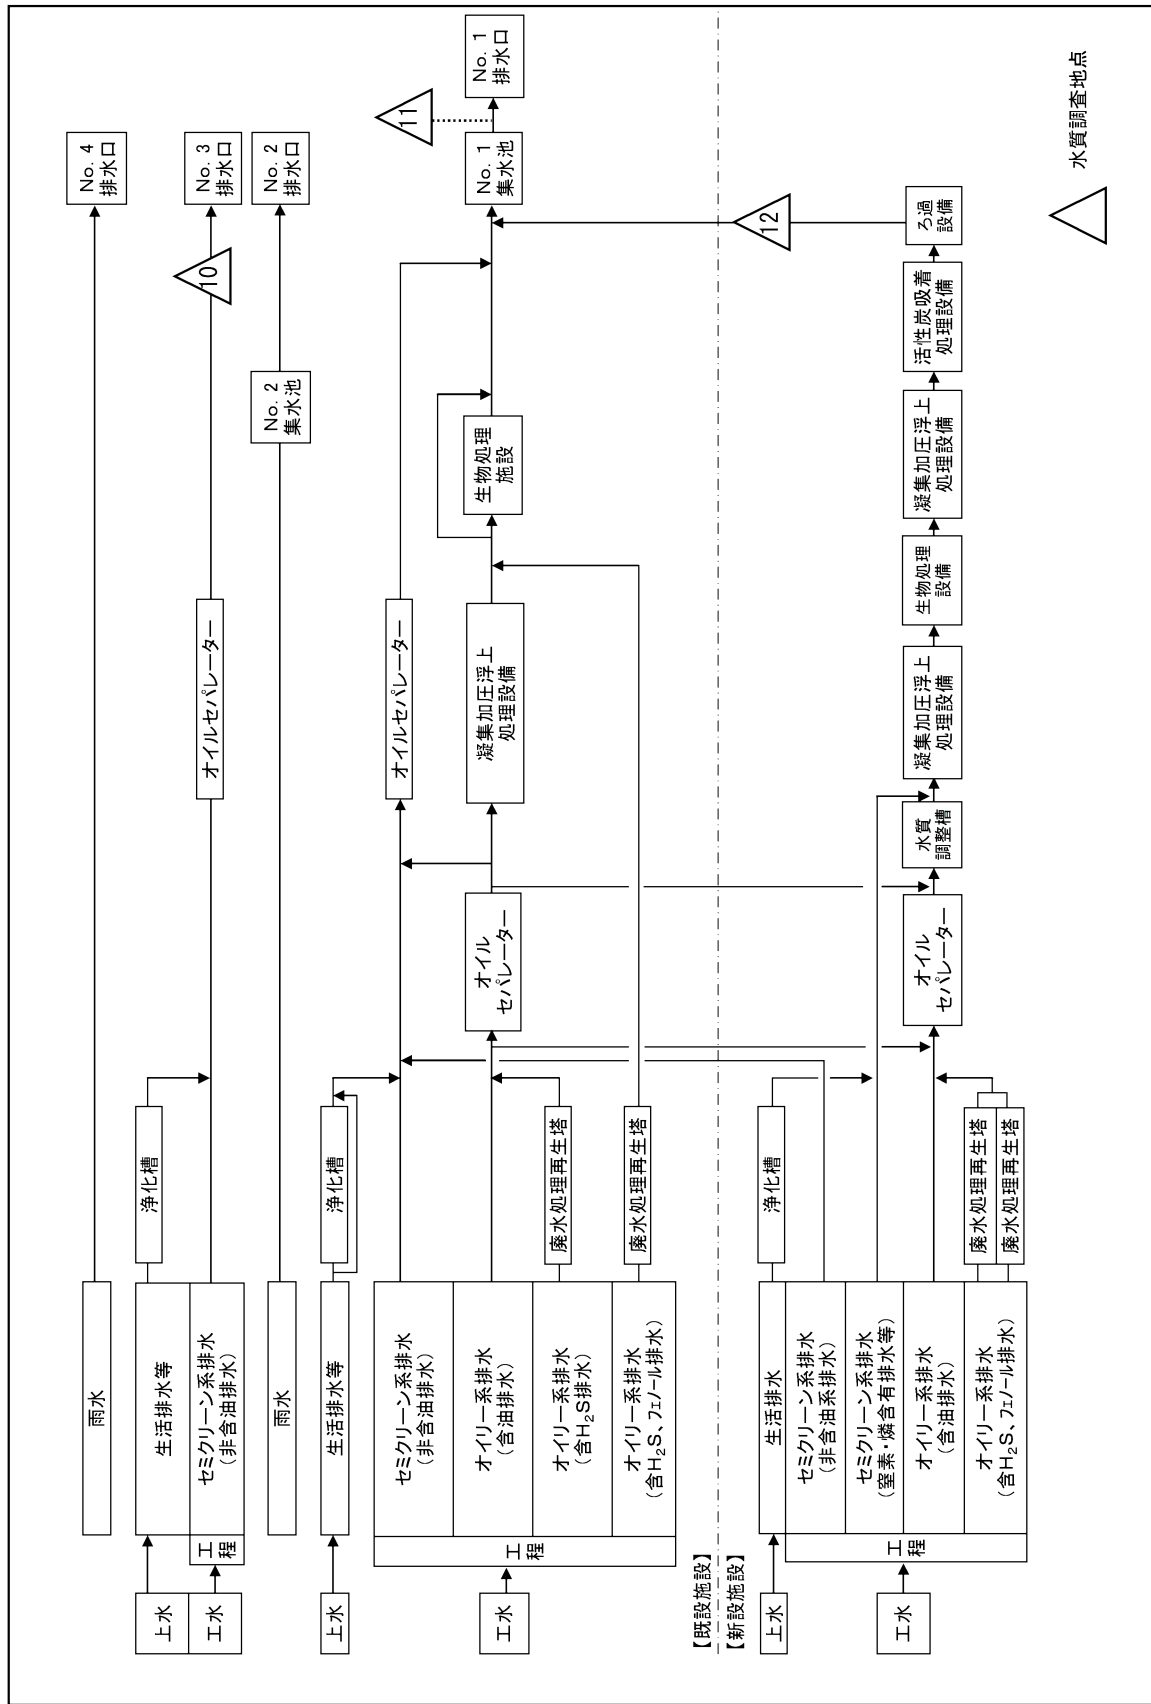 雨水
No. 4
排水口
上水
工水
工程
生活排水等
セミクリーン系排水
（非含油排水）
浄化槽
オイルセパレーター
10
No. 3
排水口
雨水
No. 2
集水池
No. 2
排水口
上水
生活排水等
浄化槽
工水
工程
セミクリーン系排水
（非含油排水）
オイリー系排水
（含油排水）
オイリー系排水
（含H₂S排水）
オイリー系排水
（含H₂S、フェノール排水）
廃水処理再生塔
廃水処理再生塔
オイル
セパレーター
オイルセパレーター
凝集加圧浮上
処理設備
生物処理
施設
No. 1
集水池
11
No. 1
排水口
【既設施設】
【新設施設】
上水
生活排水
浄化槽
工水
工程
セミクリーン系排水
（非含油系排水）
セミクリーン系排水
（窒素・燐含有排水等）
オイリー系排水
（含油排水）
オイリー系排水
（含H₂S、フェノール排水）
廃水処理再生塔
廃水処理再生塔
オイル
セパレーター
水質
調整槽
凝集加圧浮上
処理設備
生物処理
設備
凝集加圧浮上
処理設備
活性炭吸着
処理設備
ろ過
設備
12
水質調査地点